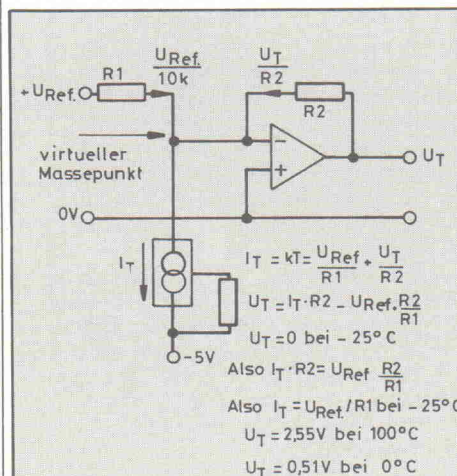 U_Ref. / 10k
U_T / R2
+U_Ref. R1
R2
virtueller
Massepunkt
-
+
U_T
0V
I_T
-5V
I_T = kT = U_Ref / R1 + U_T / R2
U_T = I_T · R2 - U_Ref. R2 / R1
U_T = 0 bei - 25°C
Also I_T · R2 = U_Ref R2 / R1
Also I_T = U_Ref. / R1 bei - 25°C
U_T = 2,55V bei 100°C
U_T = 0,51V bei 0°C